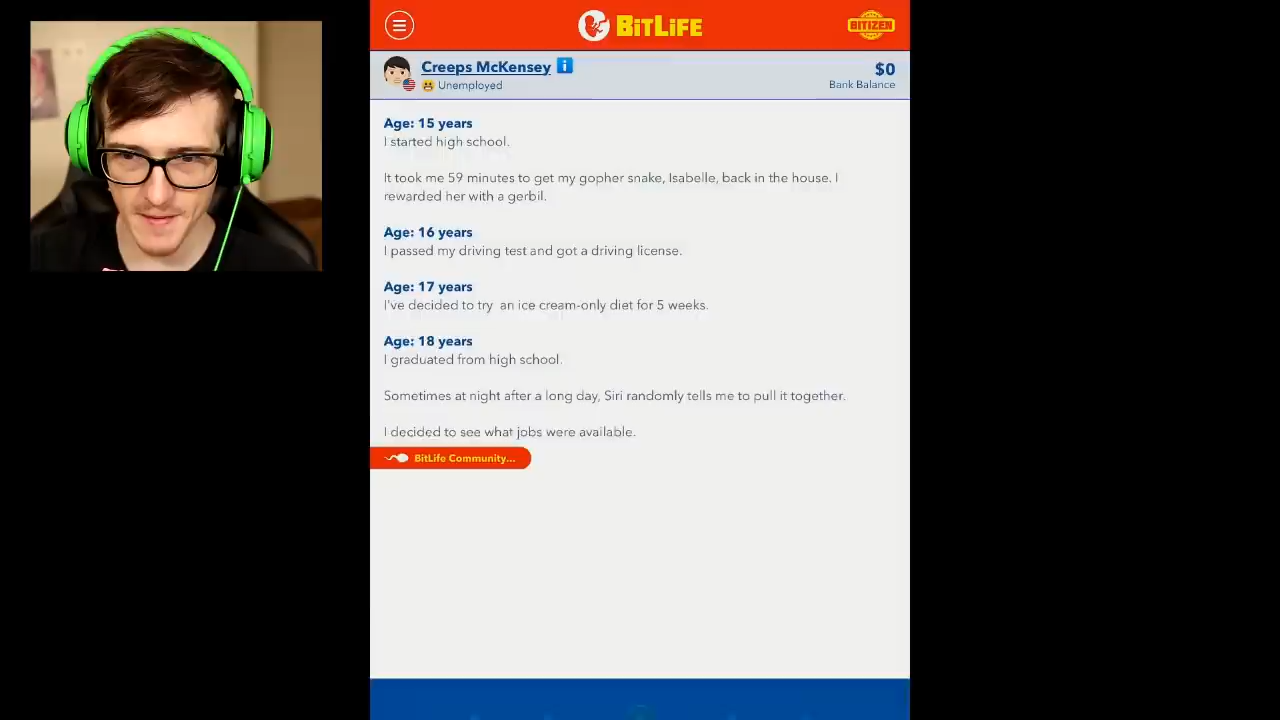 BITLIFE
BITIZEN
Creeps McKensey i
$0
Unemployed
Bank Balance
Age: 15 years
I started high school.
It took me 59 minutes to get my gopher snake, Isabelle, back in the house. I
rewarded her with a gerbil.
Age: 16 years
I passed my driving test and got a driving license.
Age: 17 years
I've decided to try an ice cream-only diet for 5 weeks.
Age: 18 years
I graduated from high school.
Sometimes at night after a long day, Siri randomly tells me to pull it together.
I decided to see what jobs were available.
BitLife Community...